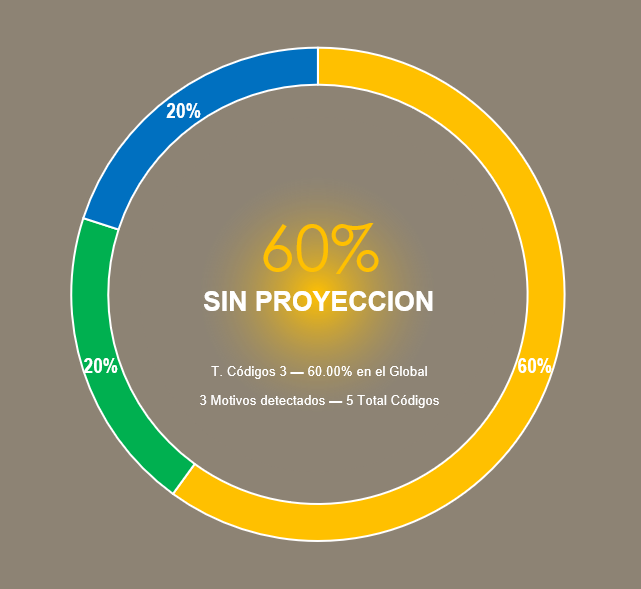 20%
60%
SIN PROYECCION
20%
60%
T. Códigos 3 — 60.00% en el Global
3 Motivos detectados — 5 Total Códigos